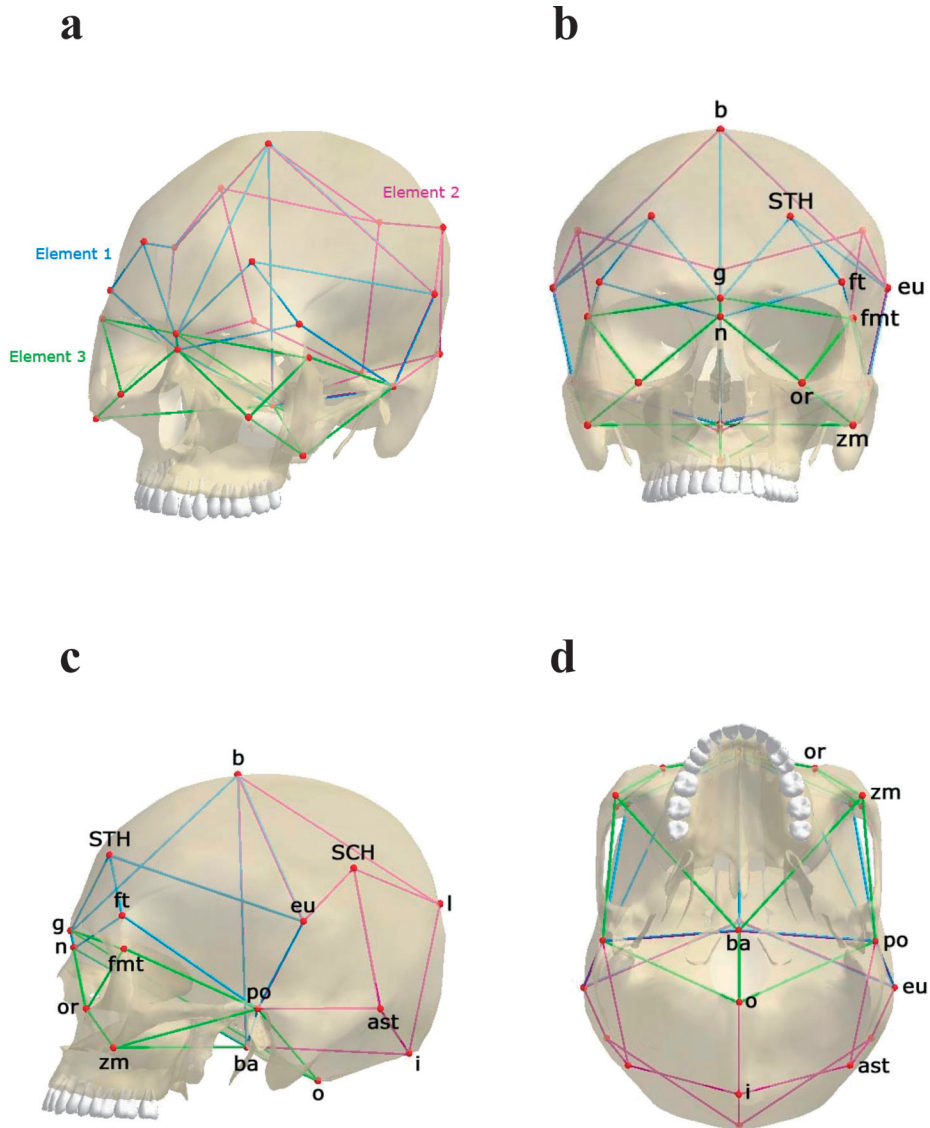 a
b
Element 2
Element 1
Element 3
b
STH
g
ft
eu
fmt
n
or
zm
c
d
b
STH
SCH
ft
eu
l
g
n
fmt
or
po
ast
zm
ba
i
o
or
zm
ba
po
eu
o
ast
i